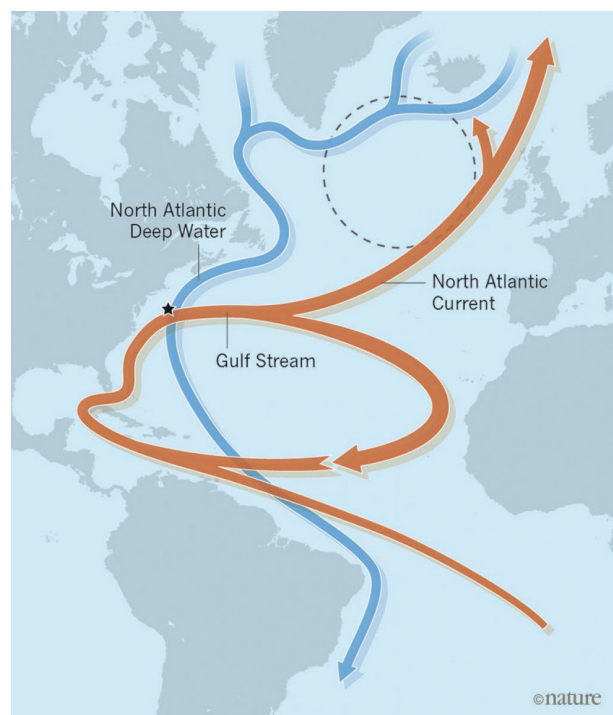 North Atlantic
Deep Water
North Atlantic
Current
Gulf Stream
©nature